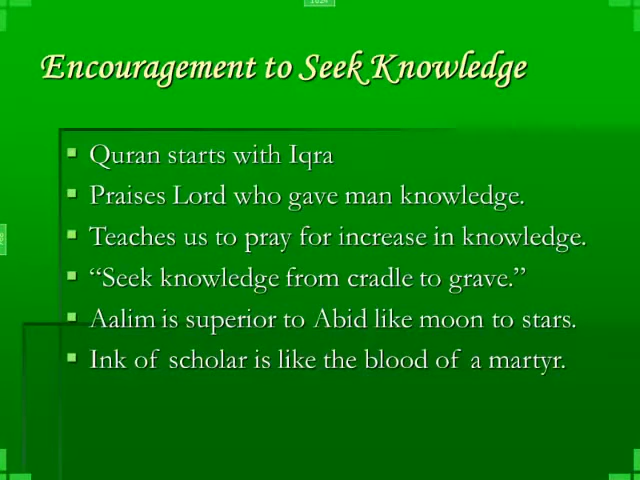 1024
Encouragement to Seek Knowledge
Quran starts with Iqra
Praises Lord who gave man knowledge.
Teaches us to pray for increase in knowledge.
“Seek knowledge from cradle to grave.”
Aalim is superior to Abid like moon to stars.
Ink of scholar is like the blood of a martyr.